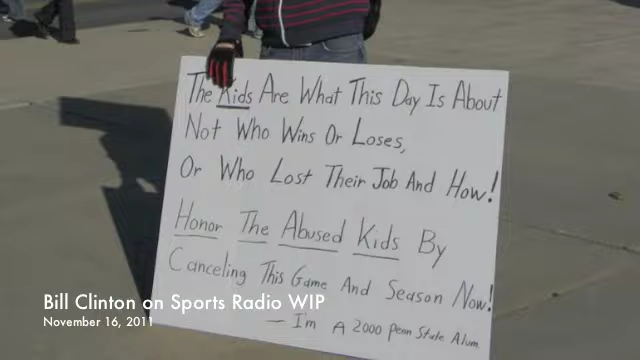 The Kids Are What This Day Is About
Not Who Wins Or Loses,
Or Who Lost Their Job And How!
Honor The Abused Kids By
Canceling This Game And Season Now!
— I'm A 2000 Penn State Alum
Bill Clinton on Sports Radio WIP
November 16, 2011